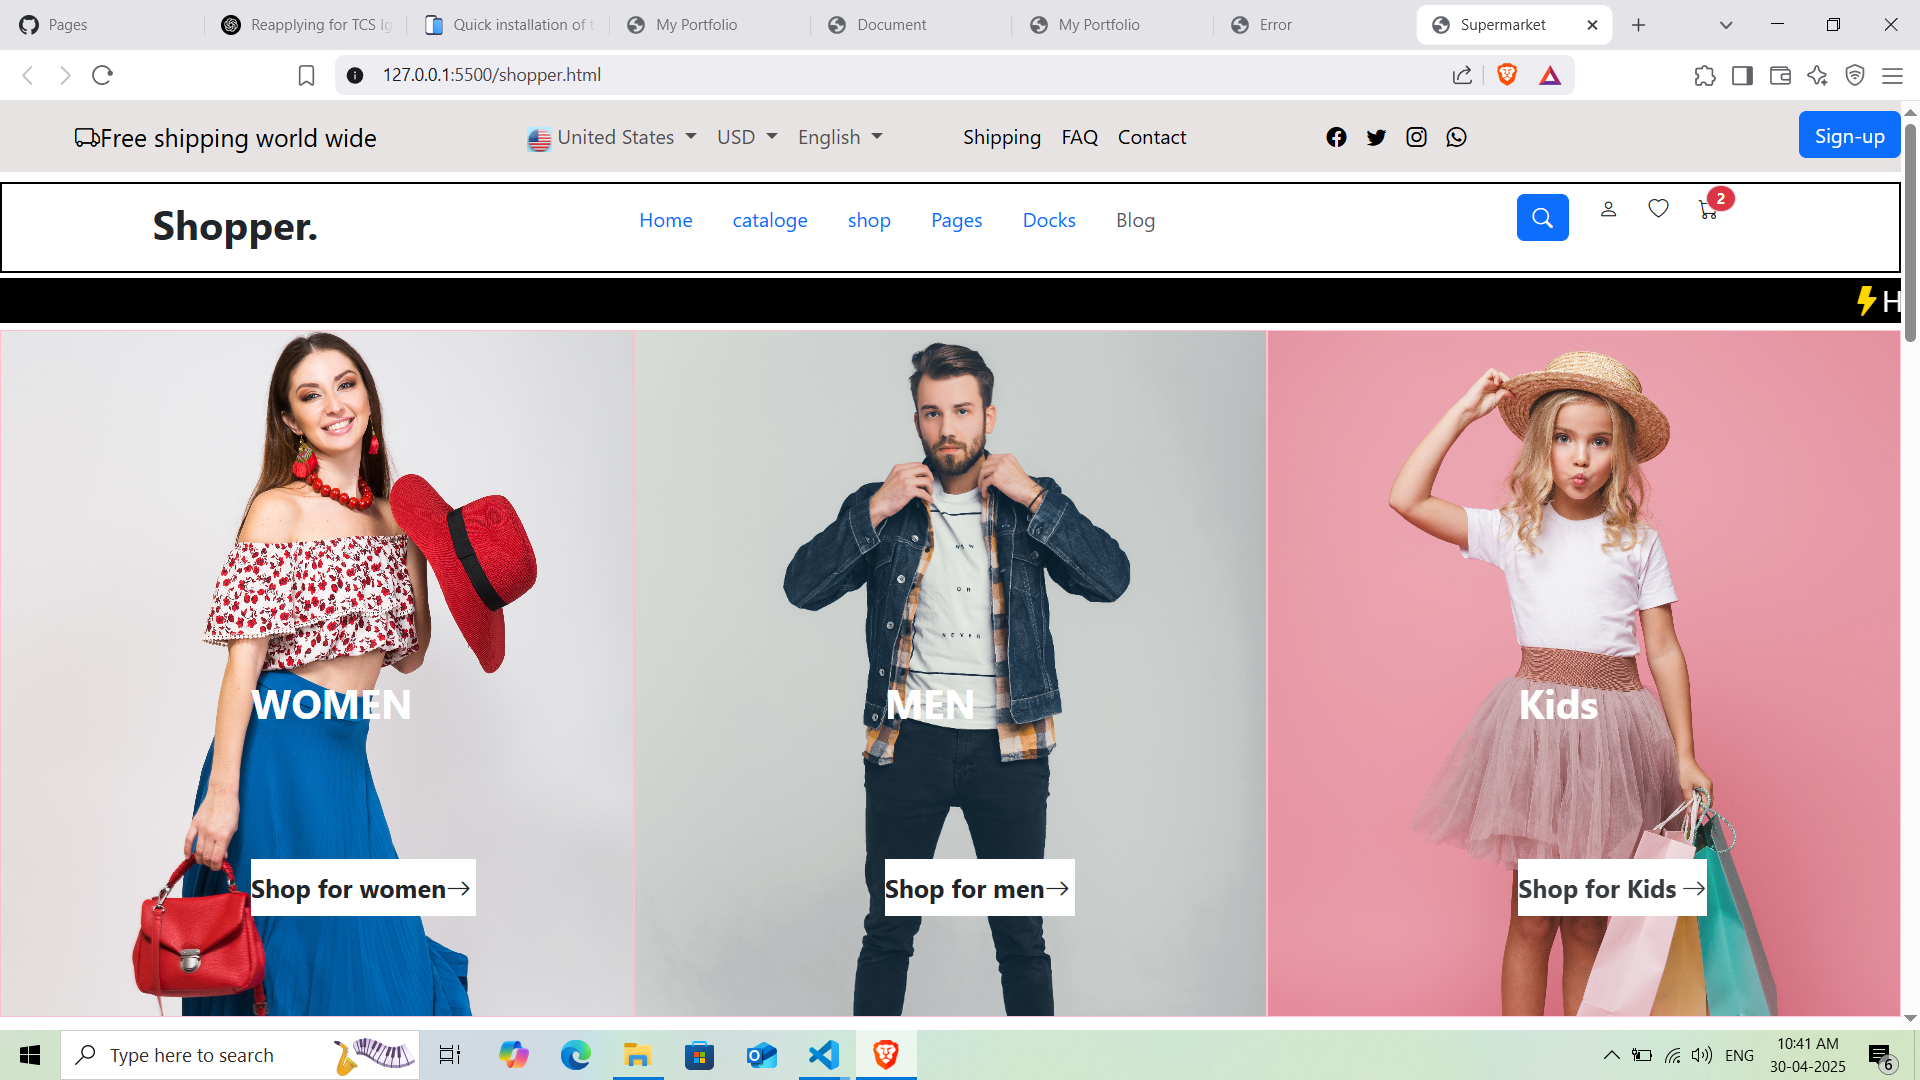 Pages
Reapplying for TCS Ig
Quick installation of t
My Portfolio
Document
My Portfolio
Error
Supermarket
127.0.0.1:5500/shopper.html
Free shipping world wide
United States
USD
English
Shipping
FAQ
Contact
Sign-up
Shopper.
Home
cataloge
shop
Pages
Docks
Blog
2
H
NOW
OR
NEVER
WOMEN
MEN
Kids
Shop for women
Shop for men
Shop for Kids
Type here to search
ENG
10:41 AM
30-04-2025
6